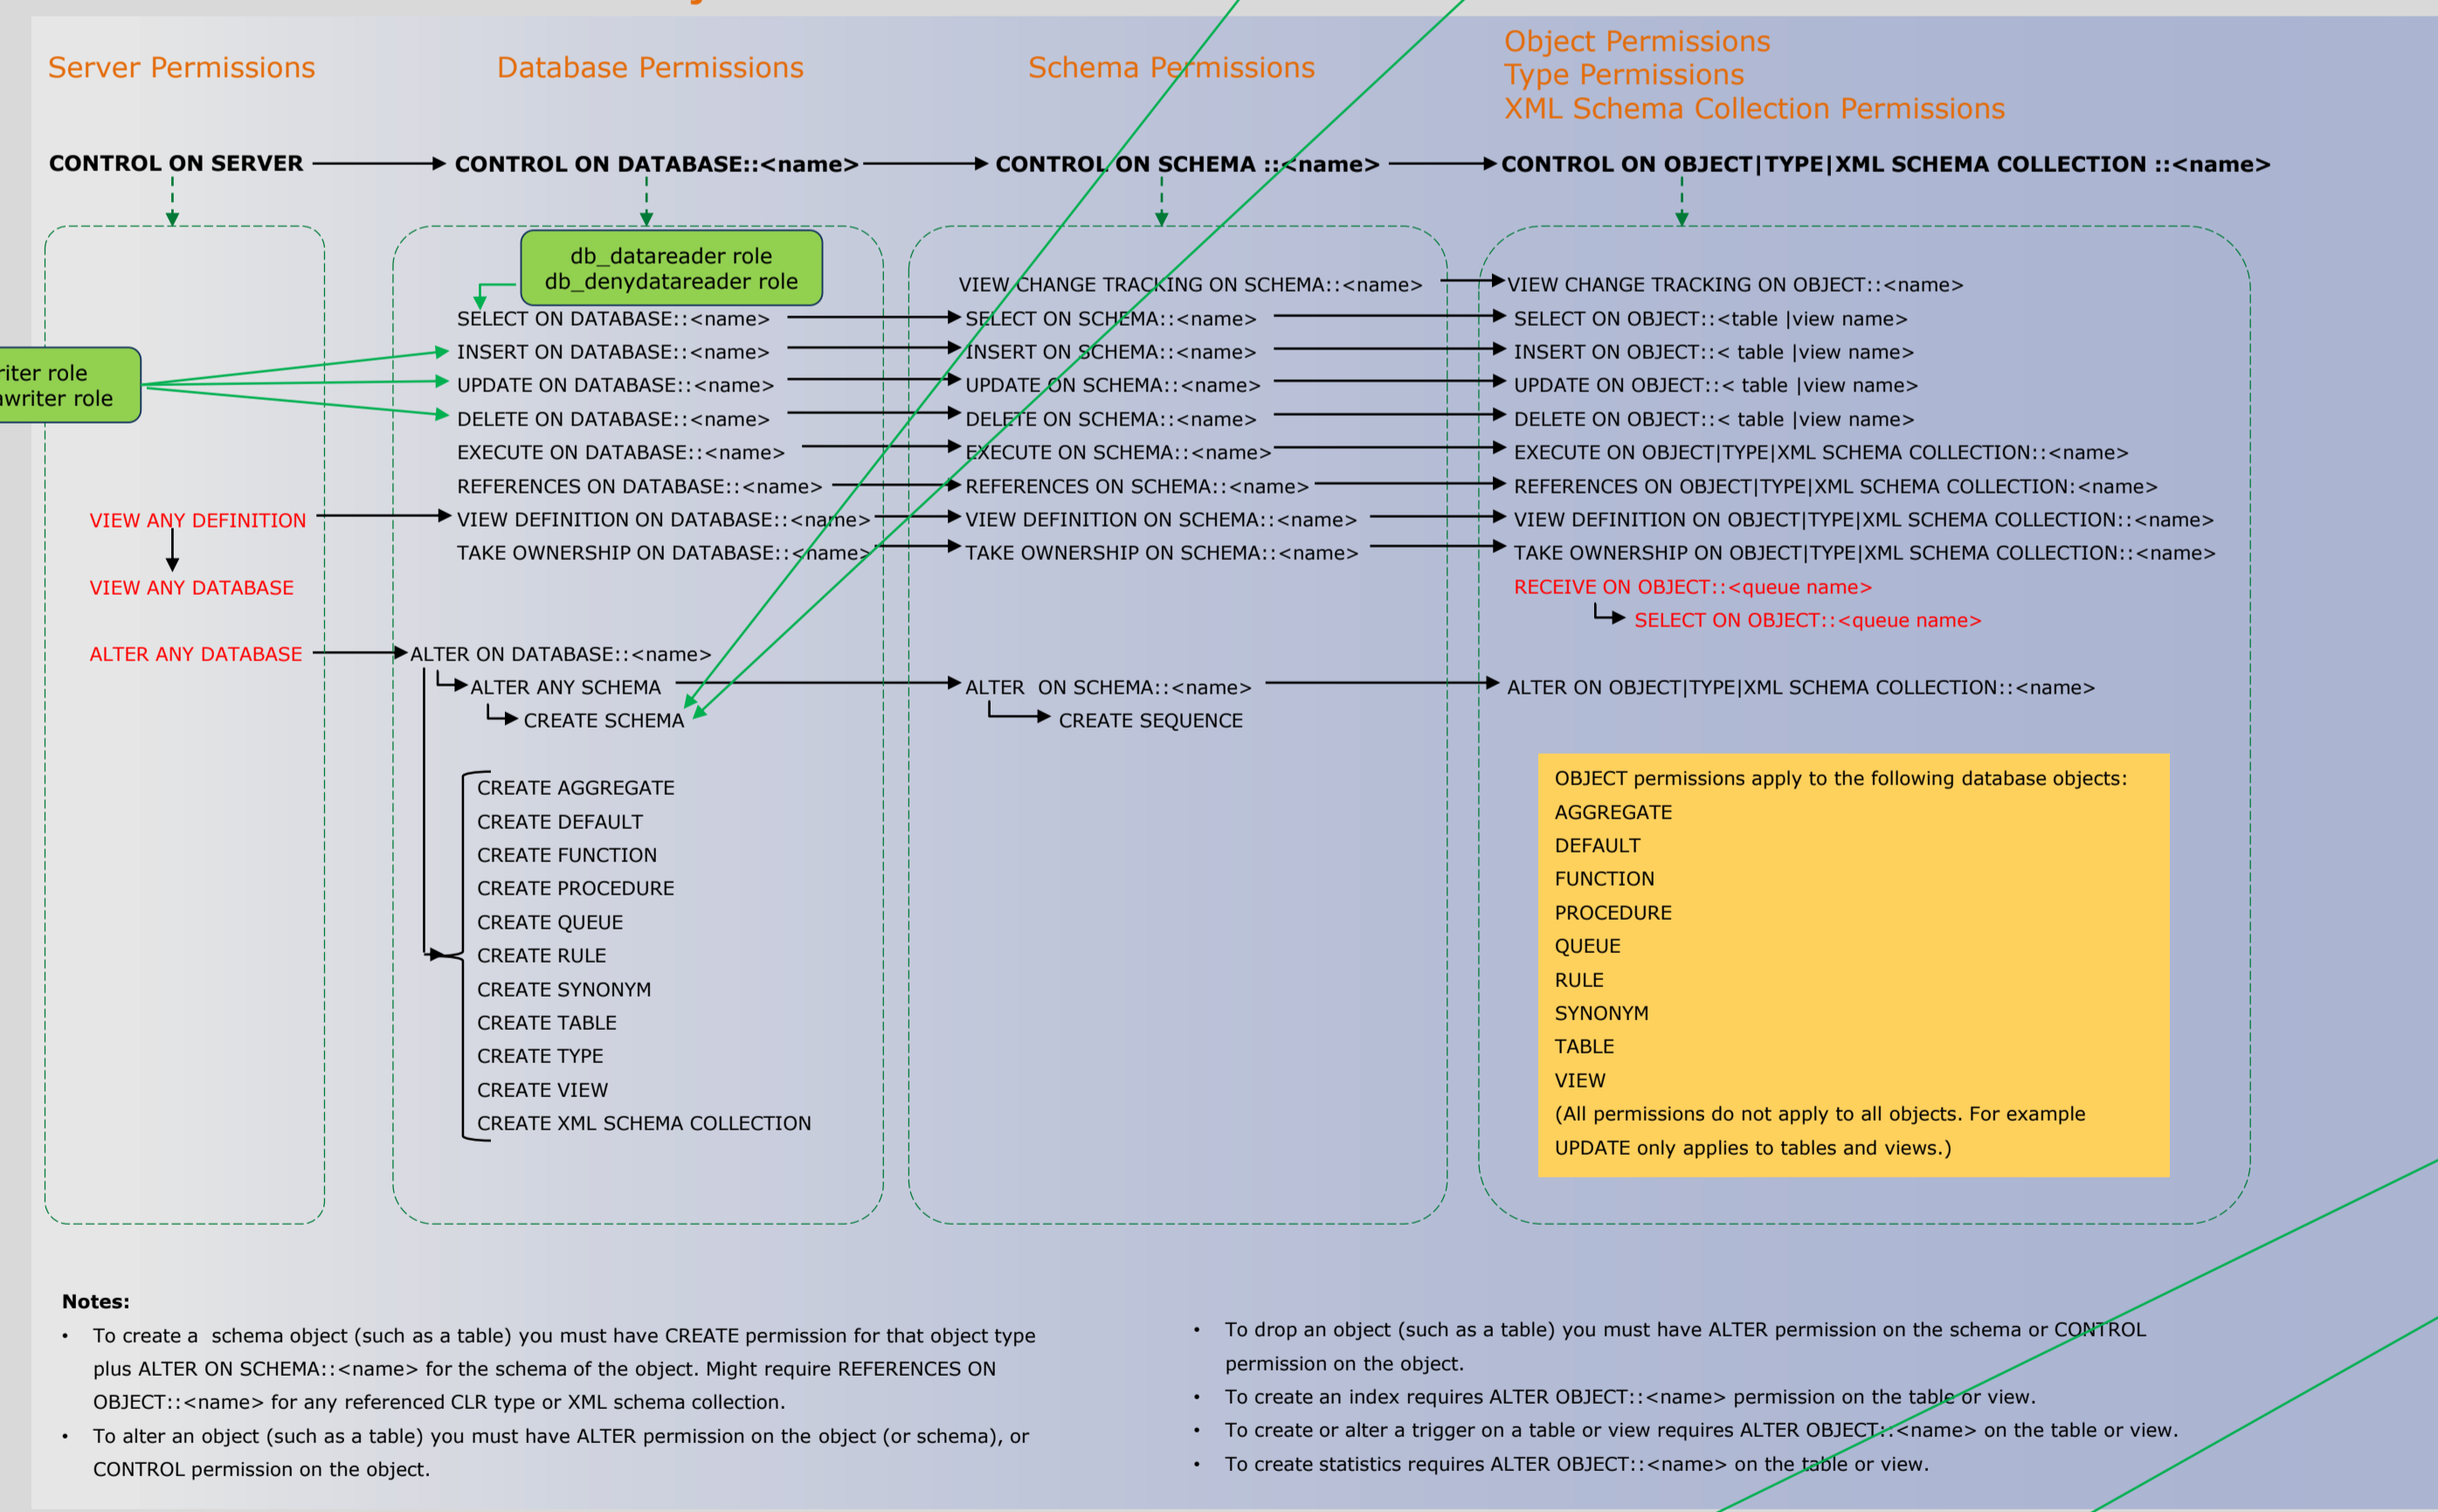 Server Permissions
Database Permissions
Schema Permissions
Object Permissions
Type Permissions
XML Schema Collection Permissions
CONTROL ON SERVER
CONTROL ON DATABASE::<name>
CONTROL ON SCHEMA ::<name>
CONTROL ON OBJECT|TYPE|XML SCHEMA COLLECTION ::<name>
riter role
awriter role
VIEW ANY DEFINITION
VIEW ANY DATABASE
ALTER ANY DATABASE
db_datareader role
db_denydatareader role
SELECT ON DATABASE::<name>
INSERT ON DATABASE::<name>
UPDATE ON DATABASE::<name>
DELETE ON DATABASE::<name>
EXECUTE ON DATABASE::<name>
REFERENCES ON DATABASE::<name>
VIEW DEFINITION ON DATABASE::<name>
TAKE OWNERSHIP ON DATABASE::<name>
ALTER ON DATABASE::<name>
ALTER ANY SCHEMA
CREATE SCHEMA
CREATE AGGREGATE
CREATE DEFAULT
CREATE FUNCTION
CREATE PROCEDURE
CREATE QUEUE
CREATE RULE
CREATE SYNONYM
CREATE TABLE
CREATE TYPE
CREATE VIEW
CREATE XML SCHEMA COLLECTION
VIEW CHANGE TRACKING ON SCHEMA::<name>
SELECT ON SCHEMA::<name>
INSERT ON SCHEMA::<name>
UPDATE ON SCHEMA::<name>
DELETE ON SCHEMA::<name>
EXECUTE ON SCHEMA::<name>
REFERENCES ON SCHEMA::<name>
VIEW DEFINITION ON SCHEMA::<name>
TAKE OWNERSHIP ON SCHEMA::<name>
ALTER  ON SCHEMA::<name>
CREATE SEQUENCE
VIEW CHANGE TRACKING ON OBJECT::<name>
SELECT ON OBJECT::<table |view name>
INSERT ON OBJECT::< table |view name>
UPDATE ON OBJECT::< table |view name>
DELETE ON OBJECT::< table |view name>
EXECUTE ON OBJECT|TYPE|XML SCHEMA COLLECTION::<name>
REFERENCES ON OBJECT|TYPE|XML SCHEMA COLLECTION:<name>
VIEW DEFINITION ON OBJECT|TYPE|XML SCHEMA COLLECTION::<name>
TAKE OWNERSHIP ON OBJECT|TYPE|XML SCHEMA COLLECTION::<name>
RECEIVE ON OBJECT::<queue name>
SELECT ON OBJECT::<queue name>
ALTER ON OBJECT|TYPE|XML SCHEMA COLLECTION::<name>
OBJECT permissions apply to the following database objects:
AGGREGATE
DEFAULT
FUNCTION
PROCEDURE
QUEUE
RULE
SYNONYM
TABLE
VIEW
(All permissions do not apply to all objects. For example
UPDATE only applies to tables and views.)
Notes:
• To create a  schema object (such as a table) you must have CREATE permission for that object type
plus ALTER ON SCHEMA::<name> for the schema of the object. Might require REFERENCES ON
OBJECT::<name> for any referenced CLR type or XML schema collection.
• To alter an object (such as a table) you must have ALTER permission on the object (or schema), or
CONTROL permission on the object.
• To drop an object (such as a table) you must have ALTER permission on the schema or CONTROL
permission on the object.
• To create an index requires ALTER OBJECT::<name> permission on the table or view.
• To create or alter a trigger on a table or view requires ALTER OBJECT::<name> on the table or view.
• To create statistics requires ALTER OBJECT::<name> on the table or view.